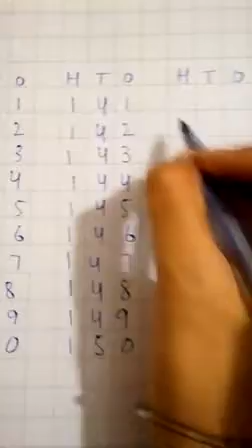 O H T O H T O
1 1 4 1
2 1 4 2
3 1 4 3
4 1 4 4
5 1 4 5
6 1 4 6
7 1 4 7
8 1 4 8
9 1 4 9
0 1 5 0